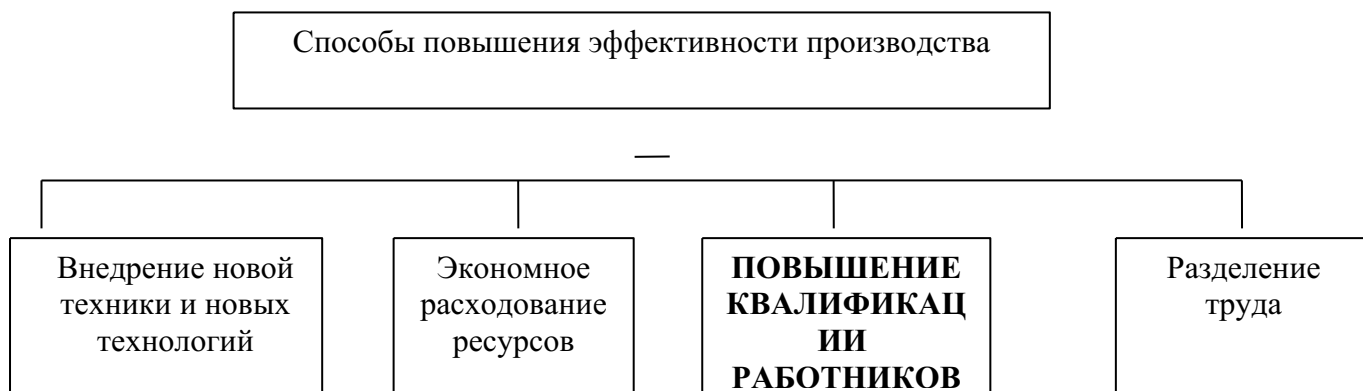 Способы повышения эффективности производства
Внедрение новой
техники и новых
технологий
Экономное
расходование
ресурсов
ПОВЫШЕНИЕ
КВАЛИФИКАЦ
ИИ
РАБОТНИКОВ
Разделение
труда